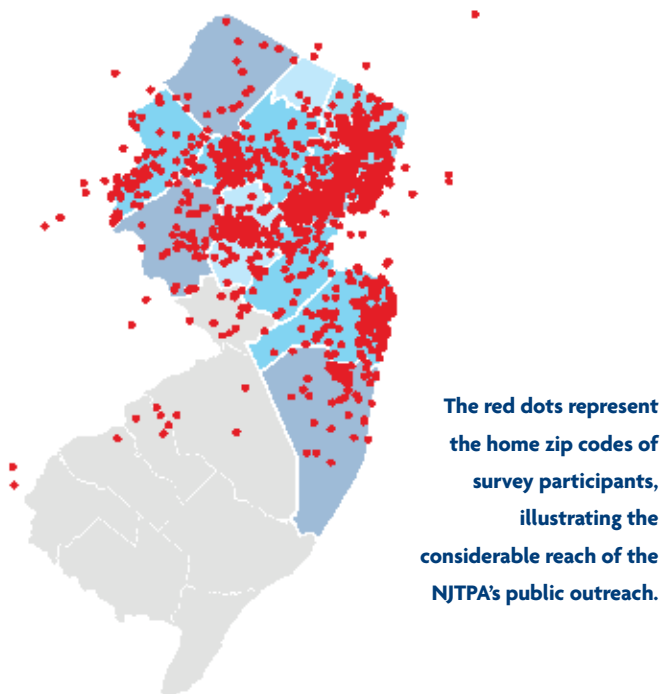 The red dots represent
the home zip codes of
survey participants,
illustrating the
considerable reach of the
NJTPA’s public outreach.